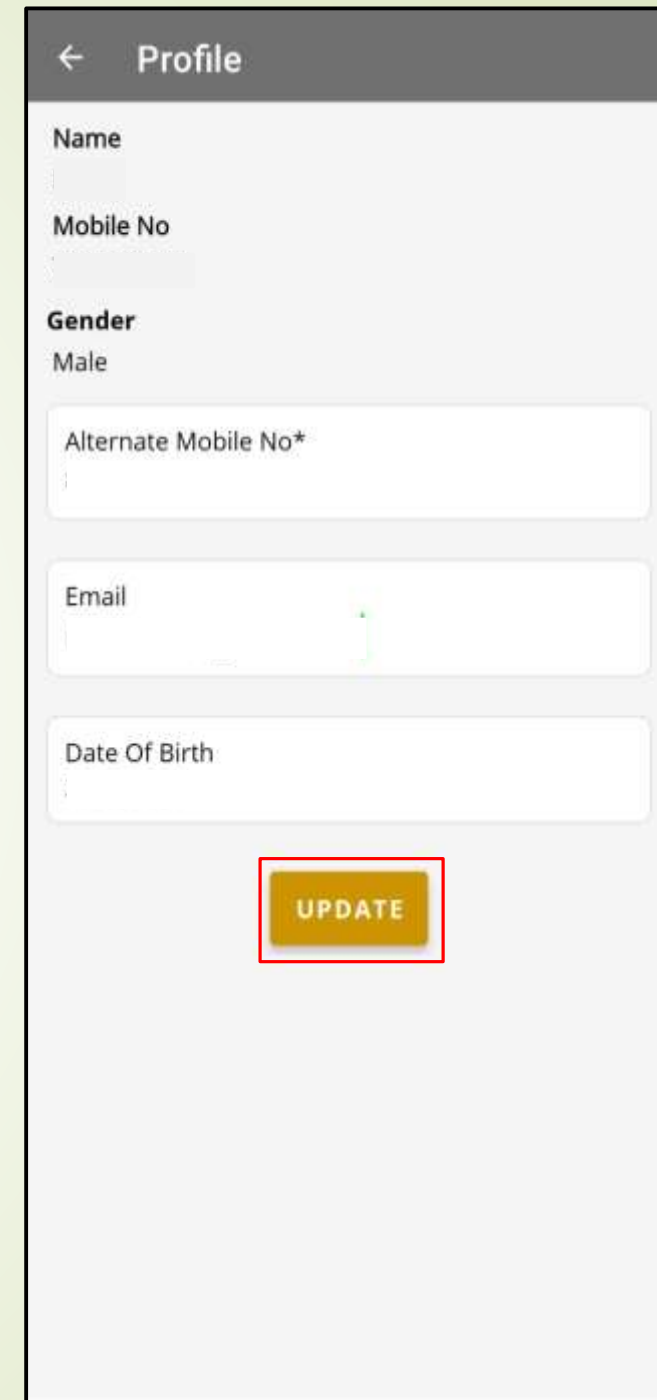 Profile
Name
Mobile No
Gender
Male
Alternate Mobile No*
Email
Date Of Birth
UPDATE